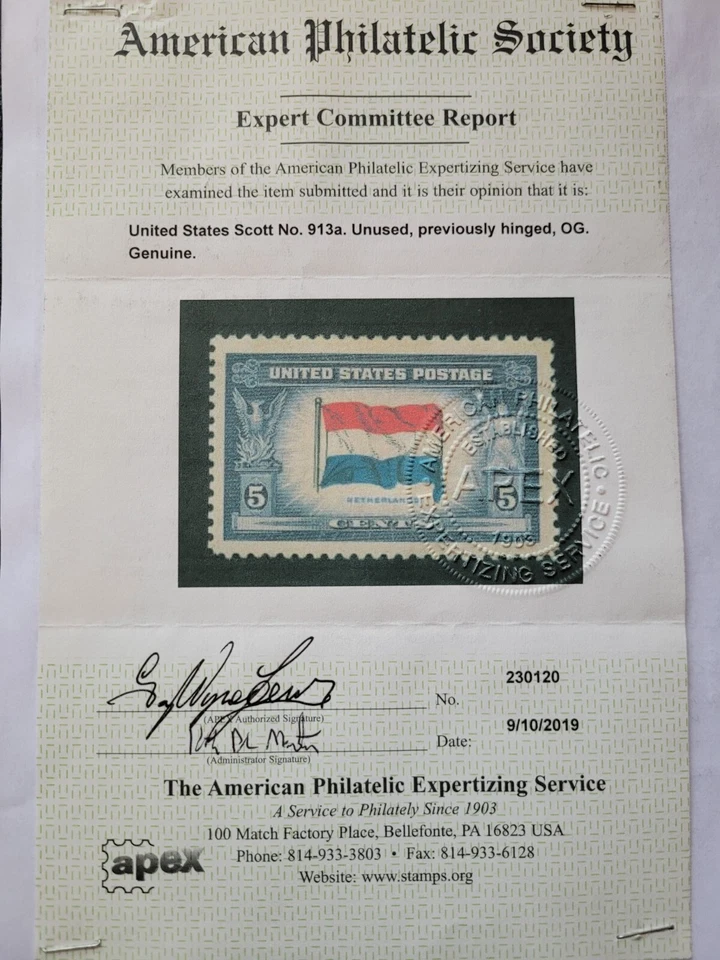 American Philatelic Society
Expert Committee Report
Members of the American Philatelic Expertizing Service have
examined the item submitted and it is their opinion that it is:
United States Scott No. 913a. Unused, previously hinged, OG.
Genuine.
UNITED STATES POSTAGE
NETHERLANDS
5
5
CENTS
AMERICAN PHILATELIC
ESTABLISHED
APEX
1903
EXPERTIZING SERVICE
No.
230120
(APEX Authorized Signature)
Date:
9/10/2019
(Administrator Signature)
The American Philatelic Expertizing Service
A Service to Philately Since 1903
100 Match Factory Place, Bellefonte, PA 16823 USA
Phone: 814-933-3803 • Fax: 814-933-6128
Website: www.stamps.org
apex